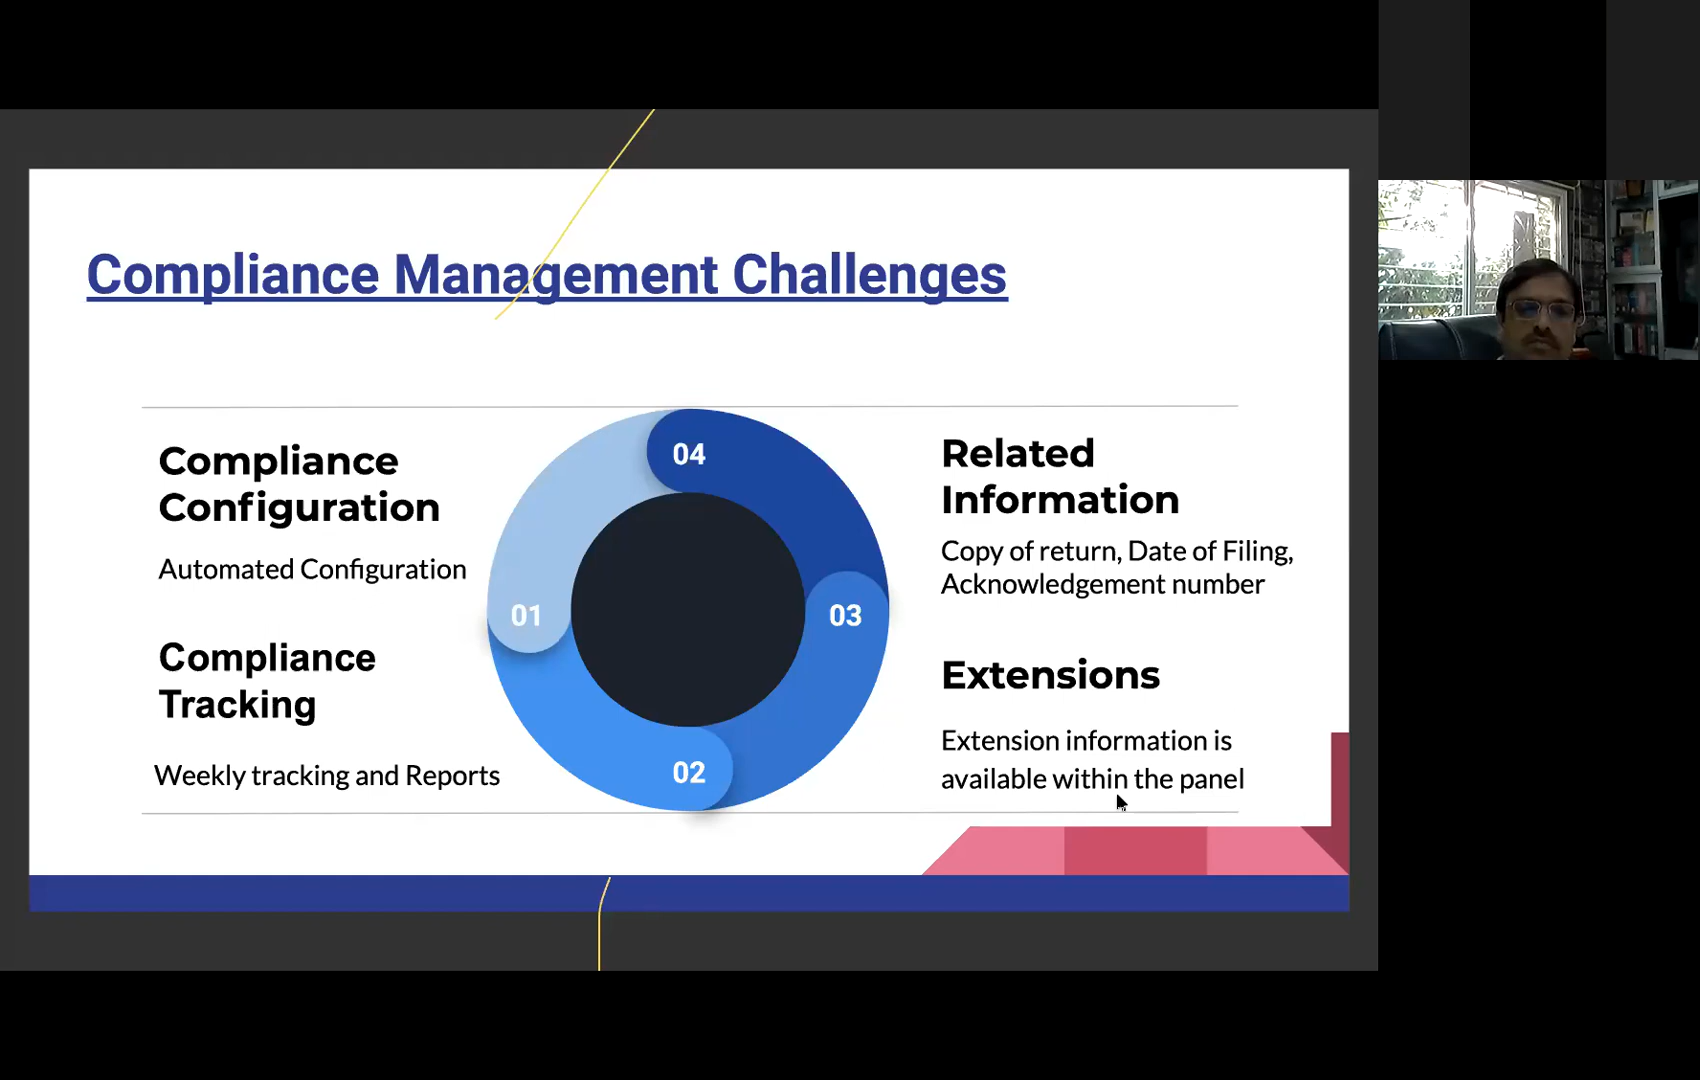 Compliance Management Challenges
Compliance
Configuration
Automated Configuration
Compliance
Tracking
Weekly tracking and Reports
04
01
03
02
Related
Information
Copy of return, Date of Filing,
Acknowledgement number
Extensions
Extension information is
available within the panel